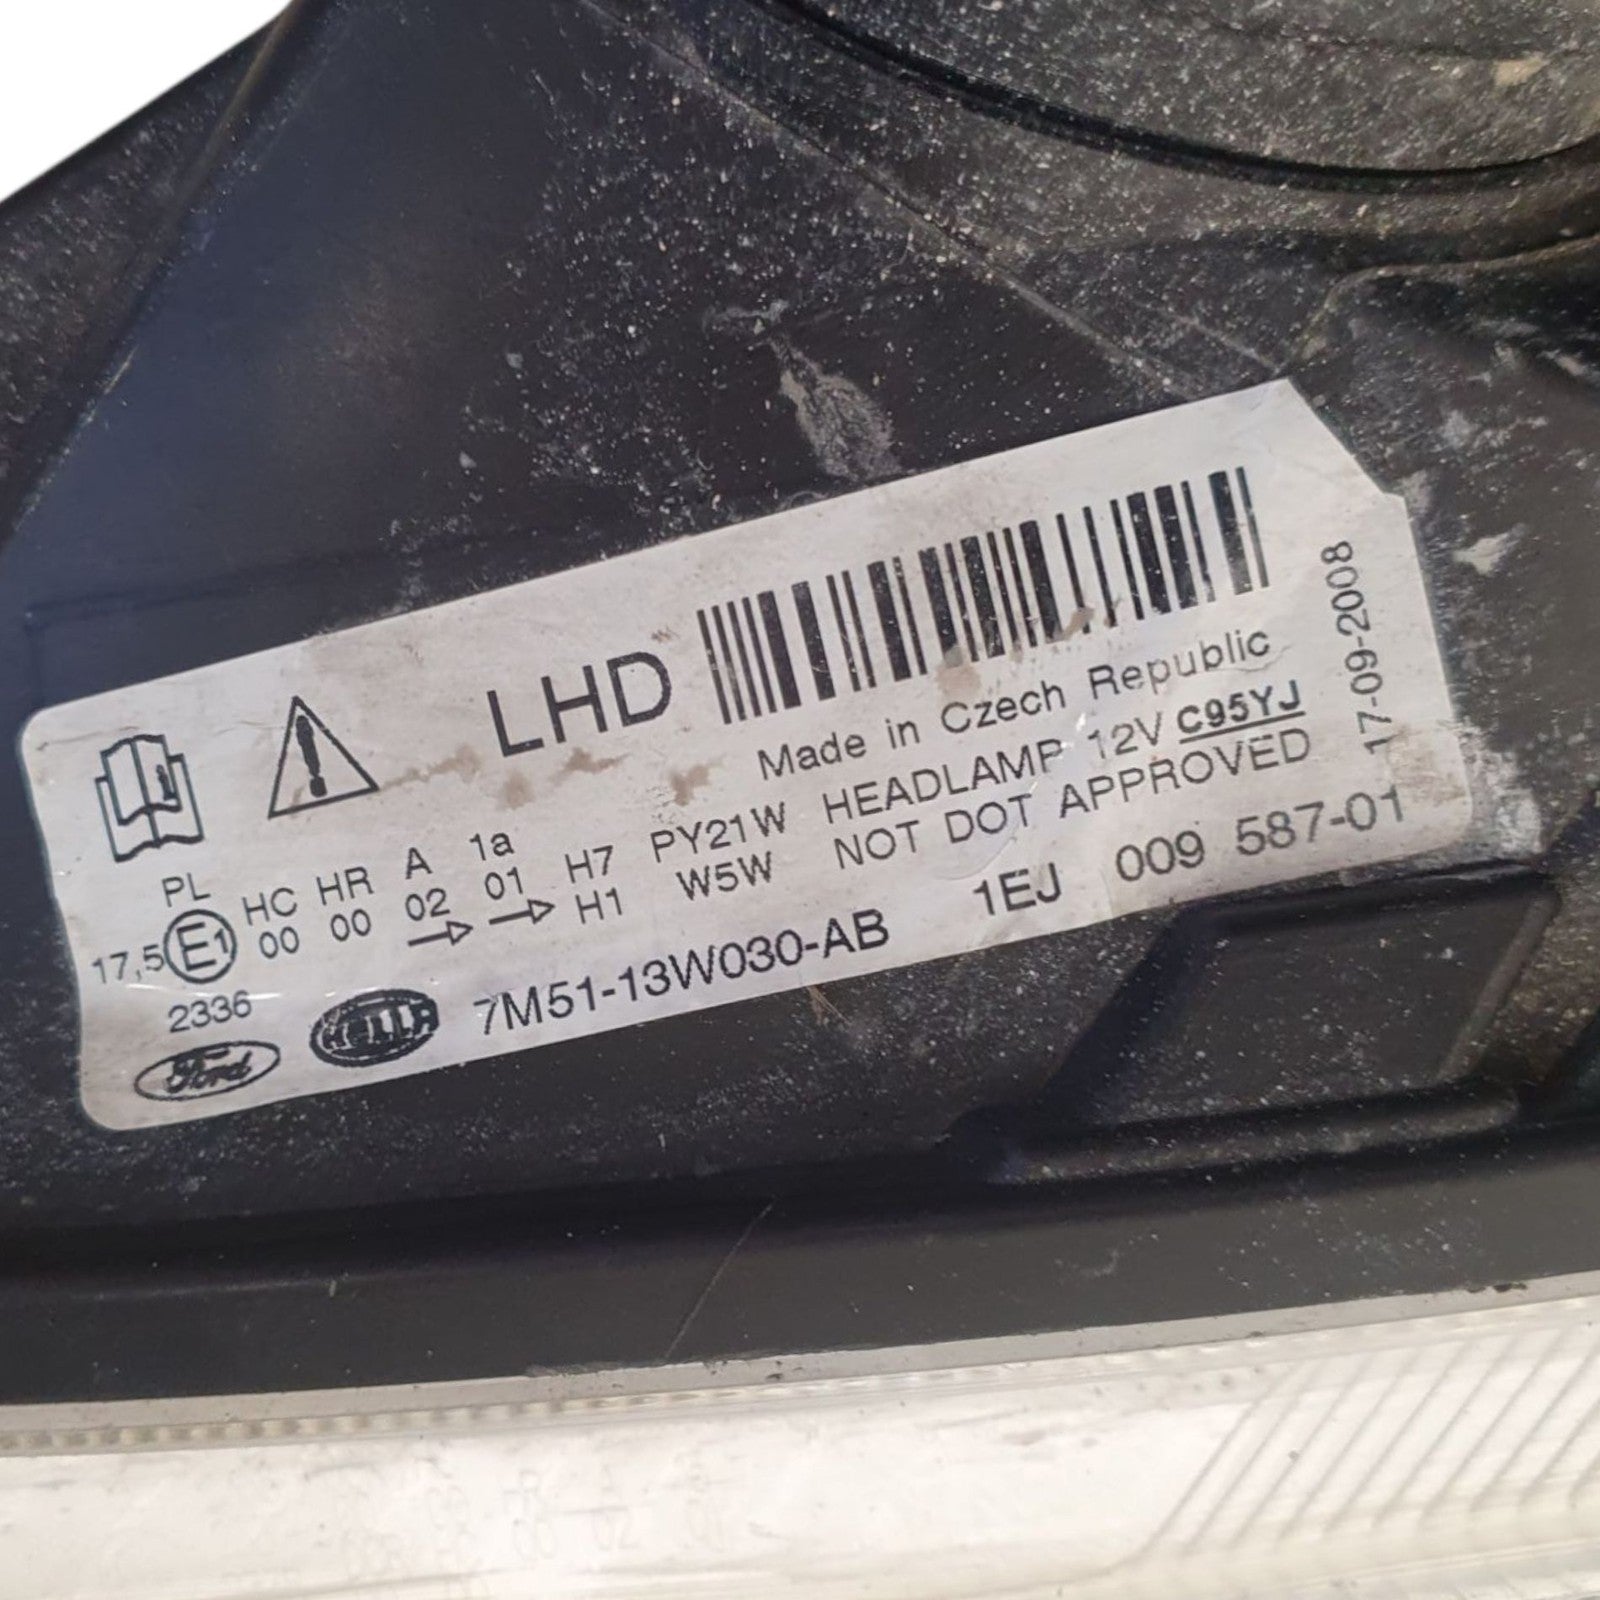 LHD
Made in Czech Republic
HEADLAMP 12V C95YJ
NOT DOT APPROVED
17-09-2008
PL HC HR A 1a H7 PY21W
17,5 E1 00 00 02 01 H1 W5W
2336
Ford HELLA 7M51-13W030-AB 1EJ 009 587-01